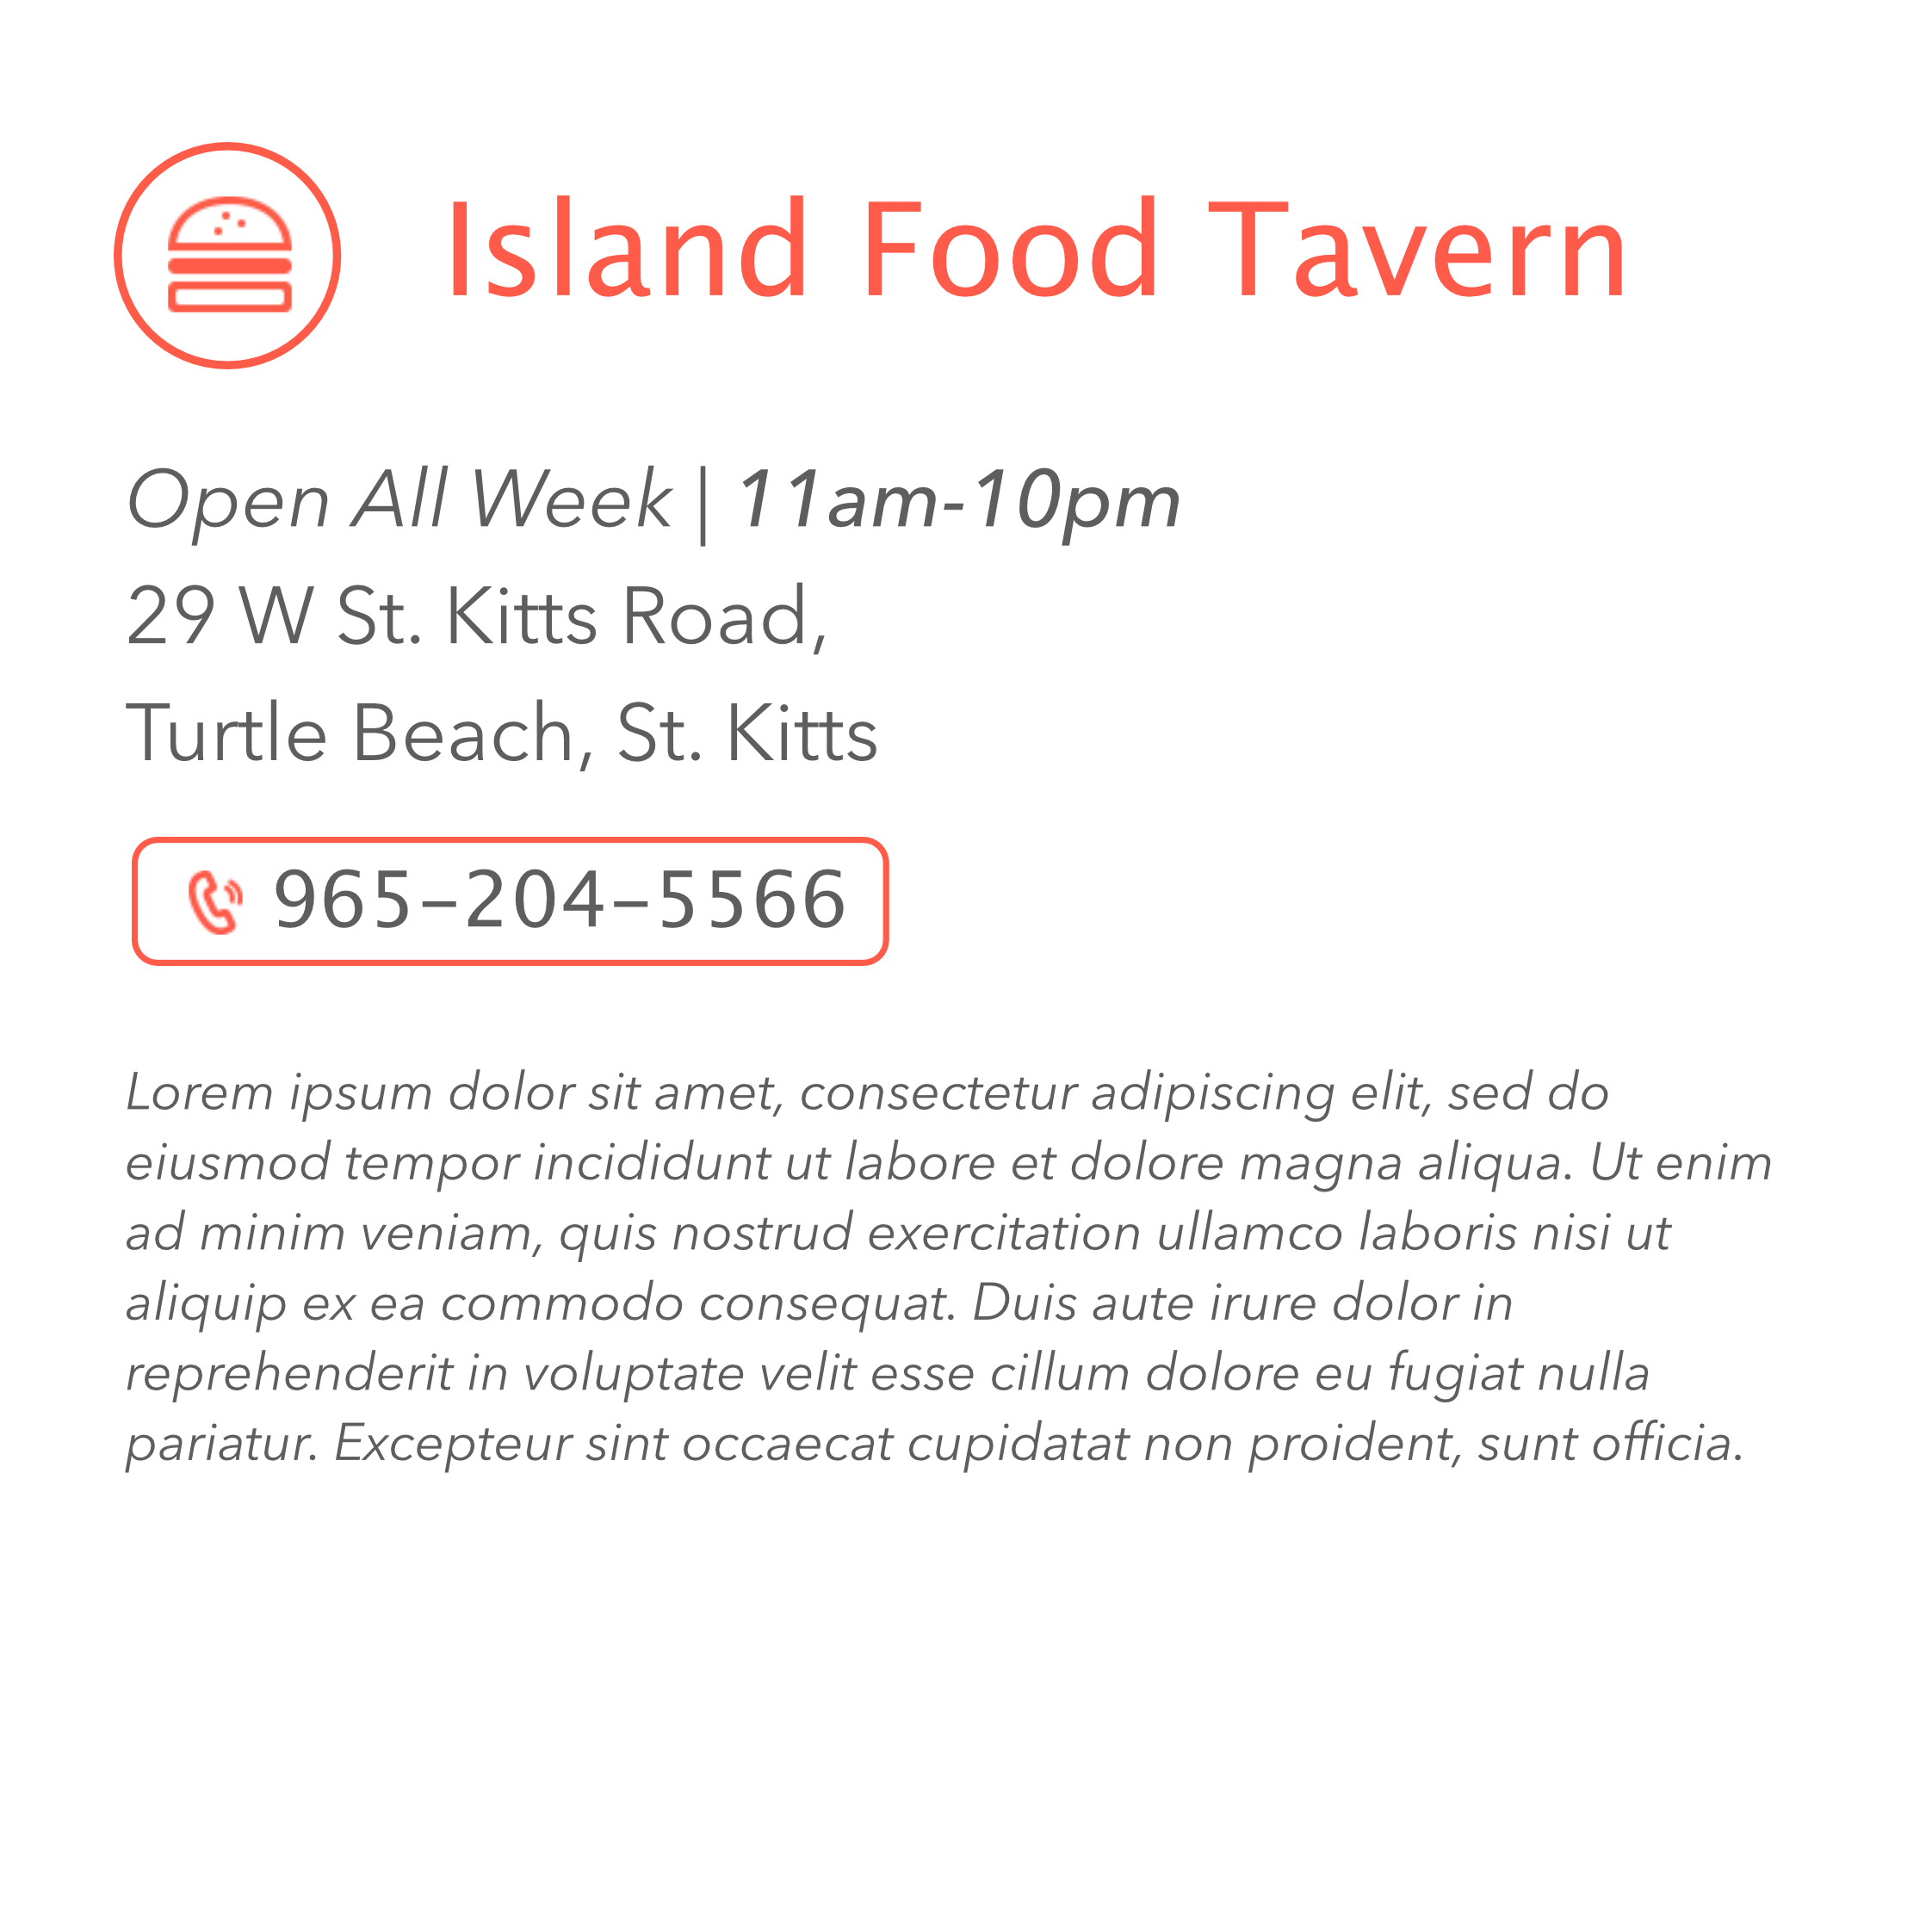 Island Food Tavern
Open All Week | 11am-10pm
29 W St. Kitts Road,
Turtle Beach, St. Kitts
965-204-5566
Lorem ipsum dolor sit amet, consectetur adipiscing elit, sed do
eiusmod tempor incididunt ut labore et dolore magna aliqua. Ut enim
ad minim veniam, quis nostrud exercitation ullamco laboris nisi ut
aliquip ex ea commodo consequat. Duis aute irure dolor in
reprehenderit in voluptate velit esse cillum dolore eu fugiat nulla
pariatur. Excepteur sint occaecat cupidatat non proident, sunt officia.